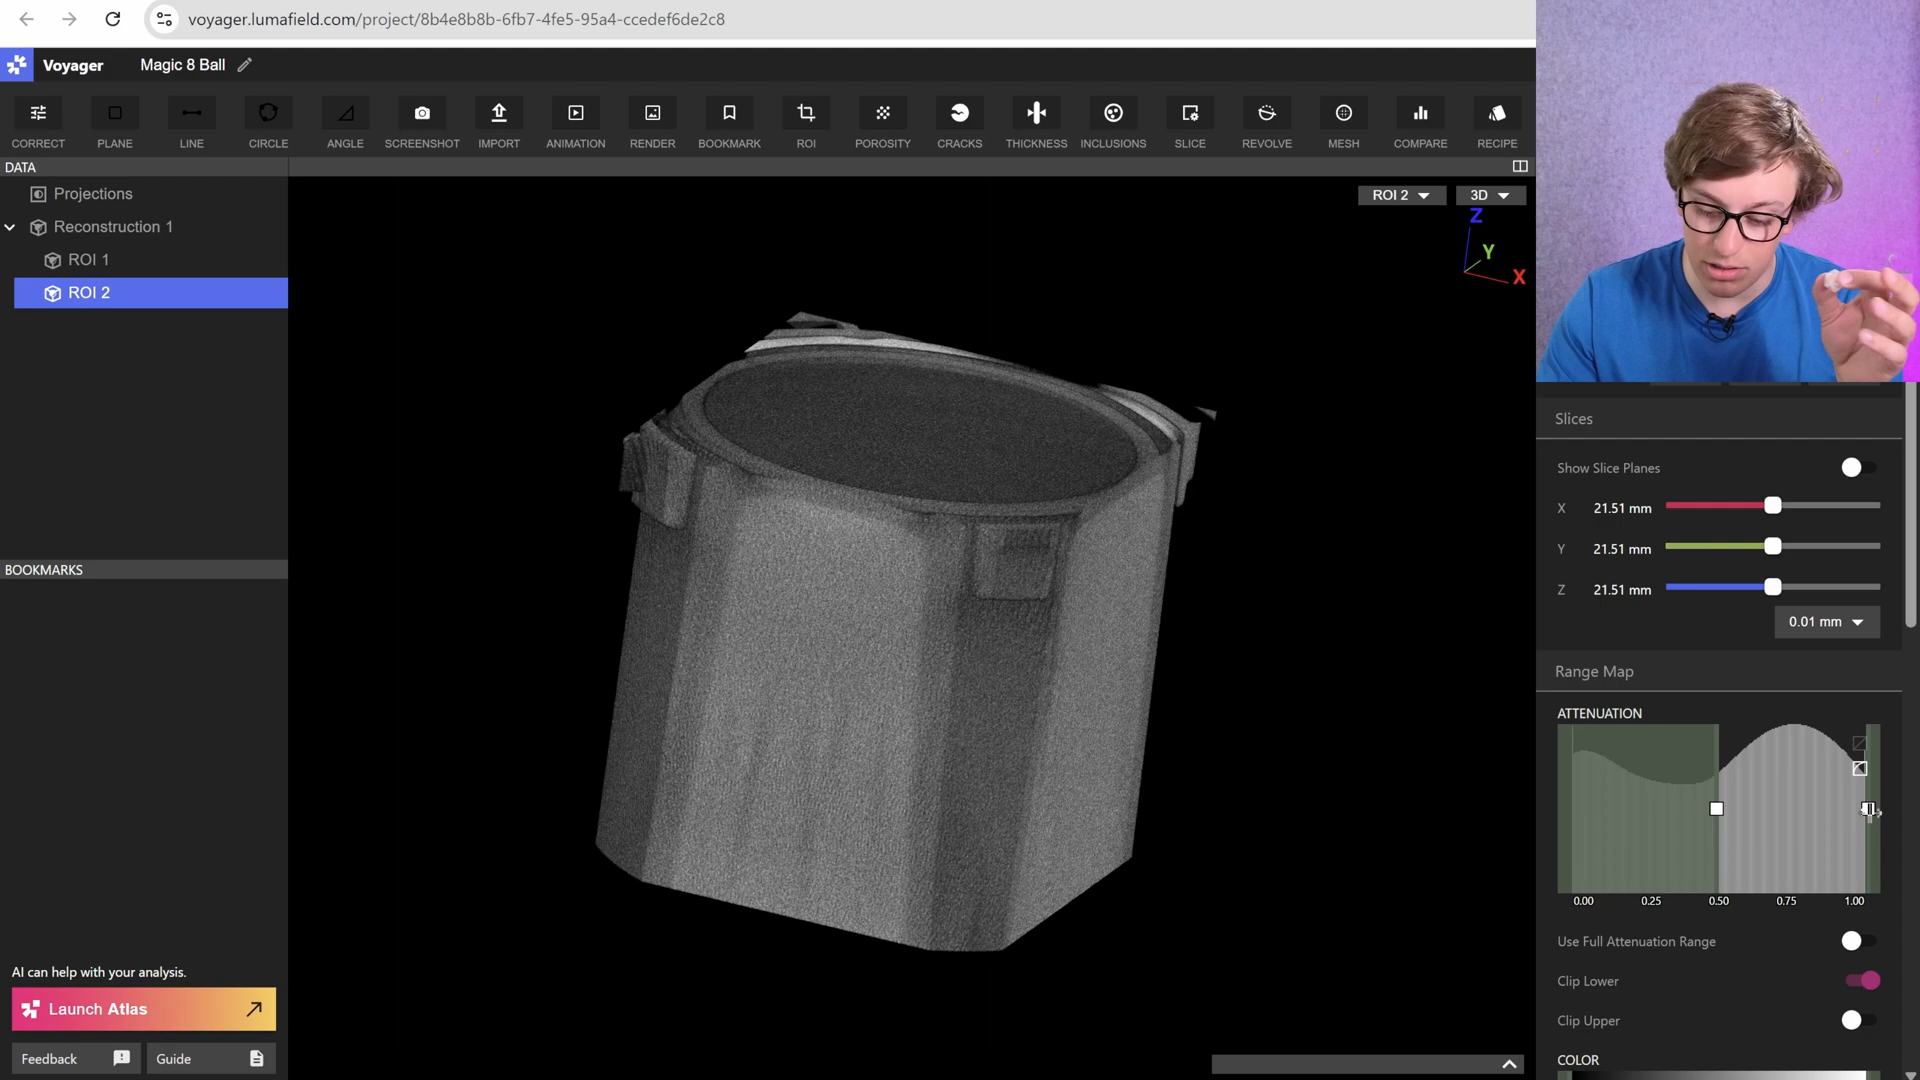 voyager.lumafield.com/project/8b4e8b8b-6fb7-4fe5-95a4-ccedef6de2c8
Voyager
Magic 8 Ball
CORRECT
PLANE
LINE
CIRCLE
ANGLE
SCREENSHOT
IMPORT
ANIMATION
RENDER
BOOKMARK
ROI
POROSITY
CRACKS
THICKNESS
INCLUSIONS
SLICE
REVOLVE
MESH
COMPARE
RECIPE
DATA
Projections
Reconstruction 1
ROI 1
ROI 2
BOOKMARKS
AI can help with your analysis.
Launch Atlas
Feedback
Guide
ROI 2
3D
Z
Y
X
Slices
Show Slice Planes
X 21.51 mm
Y 21.51 mm
Z 21.51 mm
0.01 mm
Range Map
ATTENUATION
0.00 0.25 0.50 0.75 1.00
Use Full Attenuation Range
Clip Lower
Clip Upper
COLOR